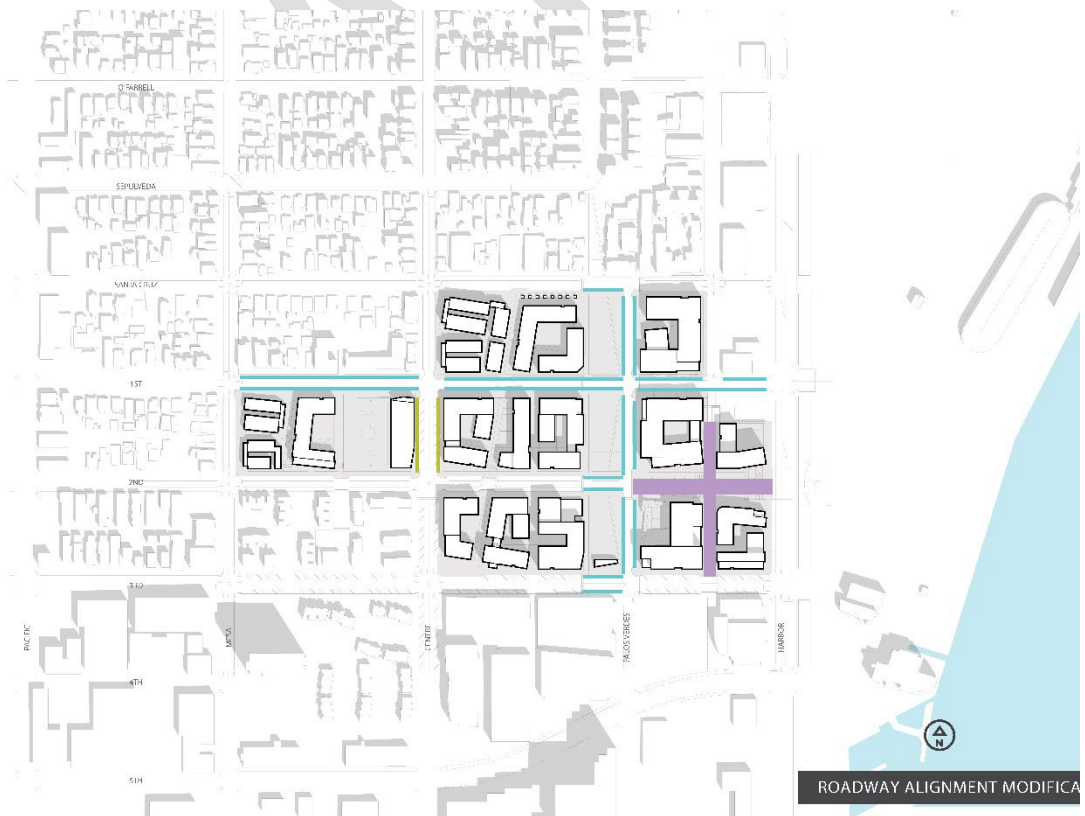 O'FARRELL
SEPULVEDA
SANTA CRUZ
1ST
2ND
3RD
PACIFIC
MESA
CENTRE
PALOS VERDES
HARBOR
4TH
5TH
N
ROADWAY ALIGNMENT MODIFICA